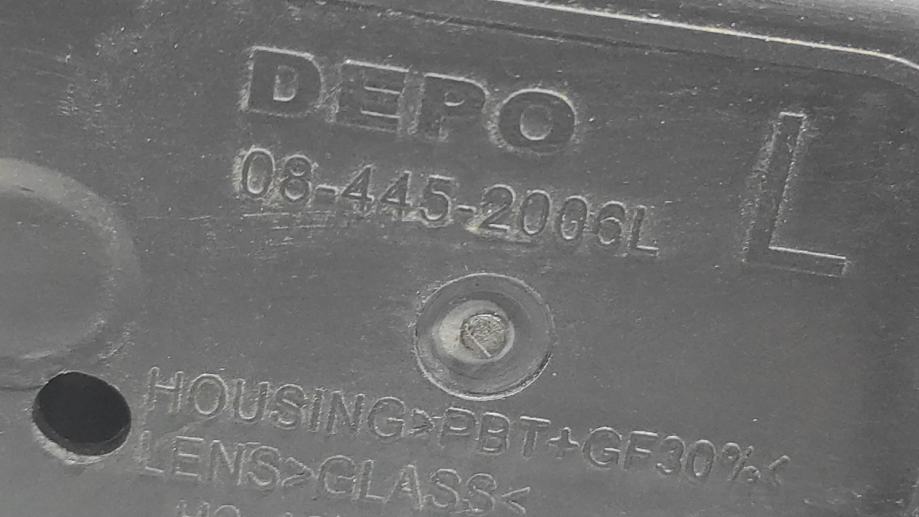 DEPO
L
08-445-2006L
HOUSING>PBT+GF30%<
LENS>GLASS<